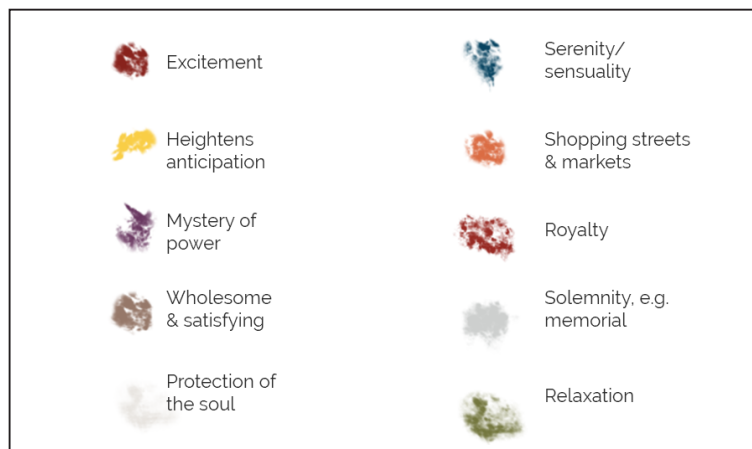 Excitement
Serenity/
sensuality
Heightens
anticipation
Shopping streets
& markets
Mystery of
power
Royalty
Wholesome
& satisfying
Solemnity, e.g.
memorial
Protection of
the soul
Relaxation